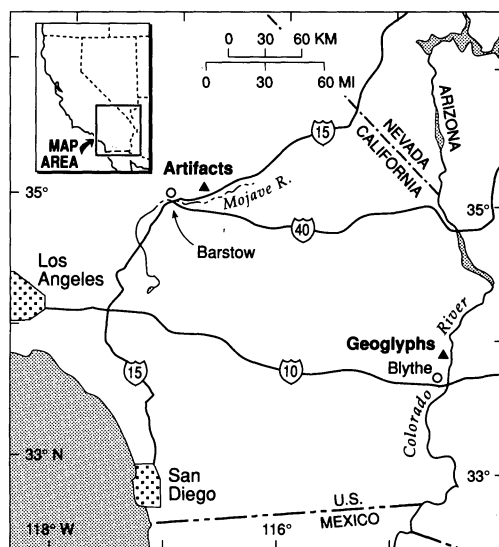 0 30 60 KM
0 30 60 MI
MAP
AREA
15
NEVADA
CALIFORNIA
ARIZONA
Artifacts
35°
Mojave R.
35°
40
Barstow
Los
Angeles
River
Geoglyphs
Blythe
15
10
Colorado
33° N
33°
San
Diego
U.S.
MEXICO
118° W
116°